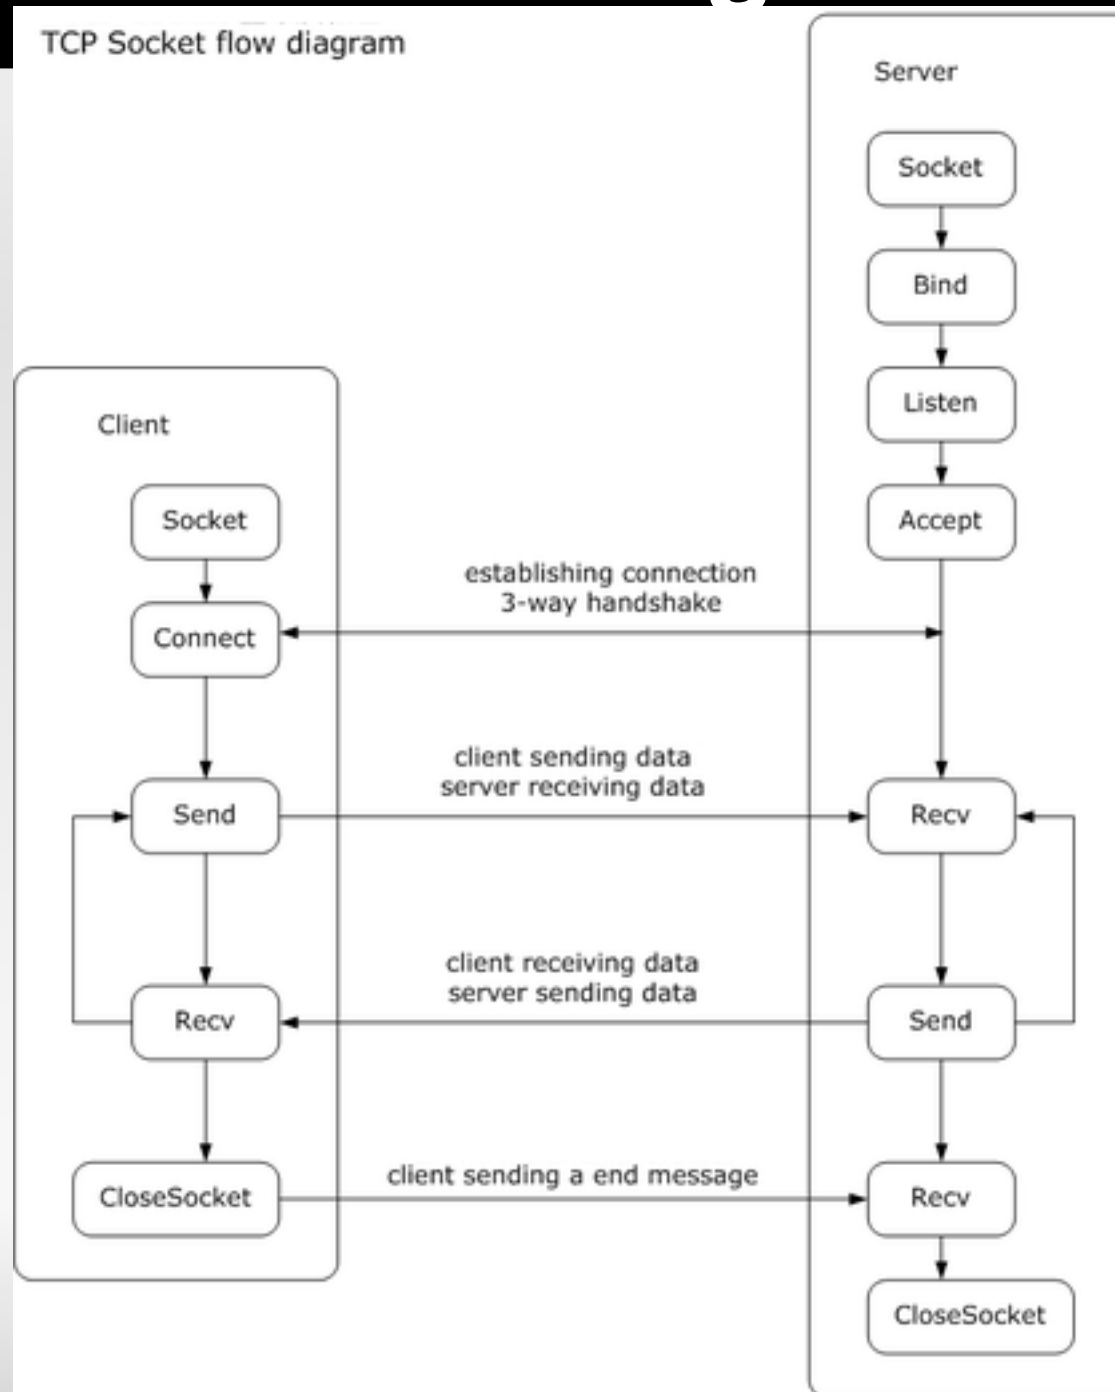 TCP Socket flow diagram
Server
Socket
Bind
Listen
Accept
Client
Socket
Connect
establishing connection
3-way handshake
client sending data
server receiving data
Send
Recv
client receiving data
server sending data
Recv
Send
client sending a end message
CloseSocket
Recv
CloseSocket